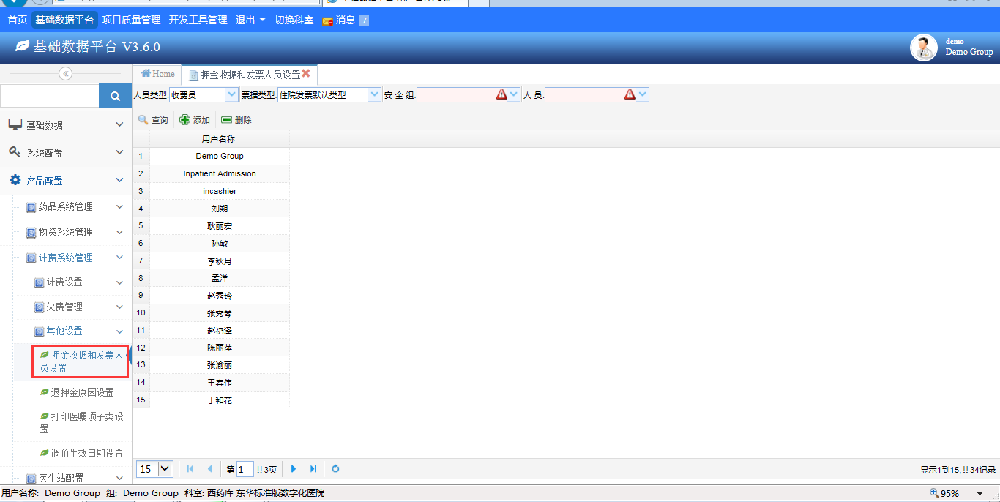 首页 基础数据平台 项目质量管理 开发工具管理 退出 切换科室 消息 7
基础数据平台 V3.6.0
demo
Demo Group
Home 押金收据和发票人员设置
人员类型: 收费员 票据类型: 住院发票默认类型 安 全 组: 人 员:
查询 添加 删除
基础数据
系统配置
产品配置
药品系统管理
物资系统管理
计费系统管理
计费设置
欠费管理
其他设置
押金收据和发票人
员设置
退押金原因设置
打印医嘱项子类设
置
调价生效日期设置
医生站配置
用户名称
1 Demo Group
2 Inpatient Admission
3 incashier
4 刘朔
5 耿丽宏
6 孙敏
7 李秋月
8 孟洋
9 赵秀玲
10 张秀琴
11 赵礽泽
12 陈丽萍
13 张渝丽
14 王春伟
15 于和花
15 第 1 共3页 显示1到15,共34记录
用户名称: Demo Group 组: Demo Group 科室: 西药库 东华标准版数字化医院 95%